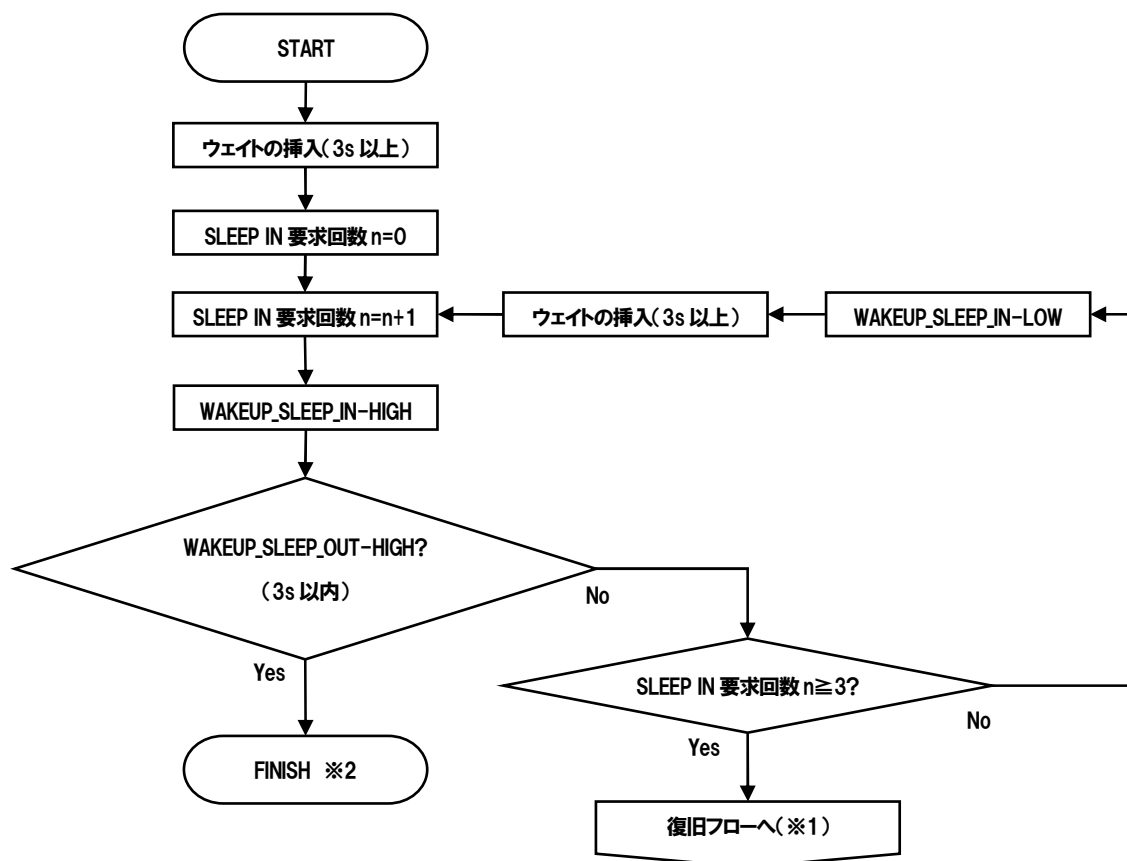 START
ウェイトの挿入(3s 以上)
SLEEP IN 要求回数 n=0
SLEEP IN 要求回数 n=n+1
ウェイトの挿入(3s 以上)
WAKEUP_SLEEP_IN-LOW
WAKEUP_SLEEP_IN-HIGH
WAKEUP_SLEEP_OUT-HIGH?
(3s 以内)
No
Yes
SLEEP IN 要求回数 n≧3?
No
Yes
FINISH ※2
復旧フローへ(※1)